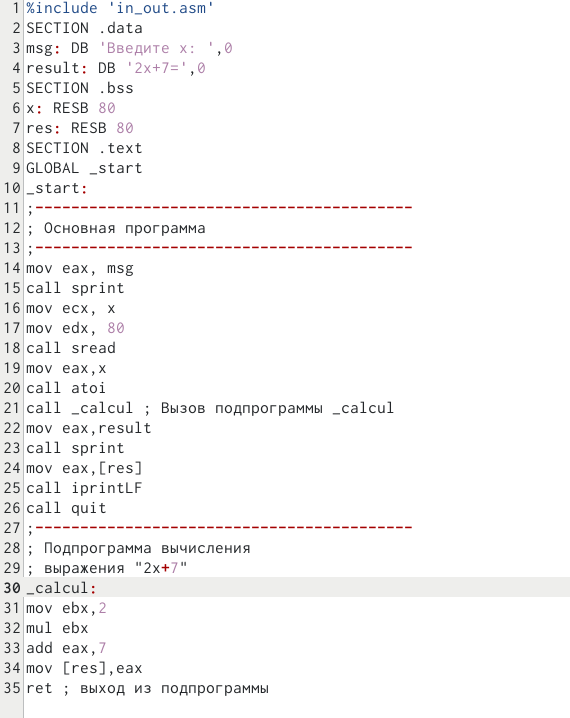 1 %include 'in_out.asm'
2 SECTION .data
3 msg: DB 'Введите x: ',0
4 result: DB '2x+7=',0
5 SECTION .bss
6 x: RESB 80
7 res: RESB 80
8 SECTION .text
9 GLOBAL _start
10 _start:
11 ;------------------------------------------
12 ; Основная программа
13 ;------------------------------------------
14 mov eax, msg
15 call sprint
16 mov ecx, x
17 mov edx, 80
18 call sread
19 mov eax,x
20 call atoi
21 call _calcul ; Вызов подпрограммы _calcul
22 mov eax,result
23 call sprint
24 mov eax,[res]
25 call iprintLF
26 call quit
27 ;------------------------------------------
28 ; Подпрограмма вычисления
29 ; выражения "2x+7"
30 _calcul:
31 mov ebx,2
32 mul ebx
33 add eax,7
34 mov [res],eax
35 ret ; выход из подпрограммы